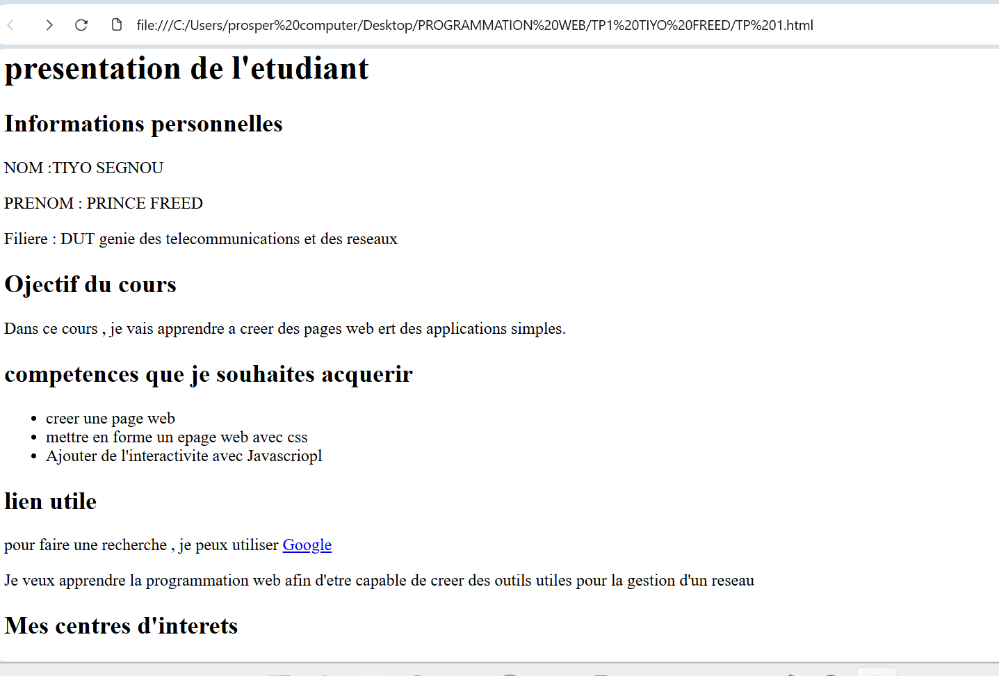 file:///C:/Users/prosper%20computer/Desktop/PROGRAMMATION%20WEB/TP1%20TIYO%20FREED/TP%201.html
presentation de l'etudiant
Informations personnelles
NOM :TIYO SEGNOU
PRENOM : PRINCE FREED
Filiere : DUT genie des telecommunications et des reseaux
Ojectif du cours
Dans ce cours , je vais apprendre a creer des pages web ert des applications simples.
competences que je souhaites acquerir
• creer une page web
• mettre en forme un epage web avec css
• Ajouter de l'interactivite avec Javascriopl
lien utile
pour faire une recherche , je peux utiliser Google
Je veux apprendre la programmation web afin d'etre capable de creer des outils utiles pour la gestion d'un reseau
Mes centres d'interets